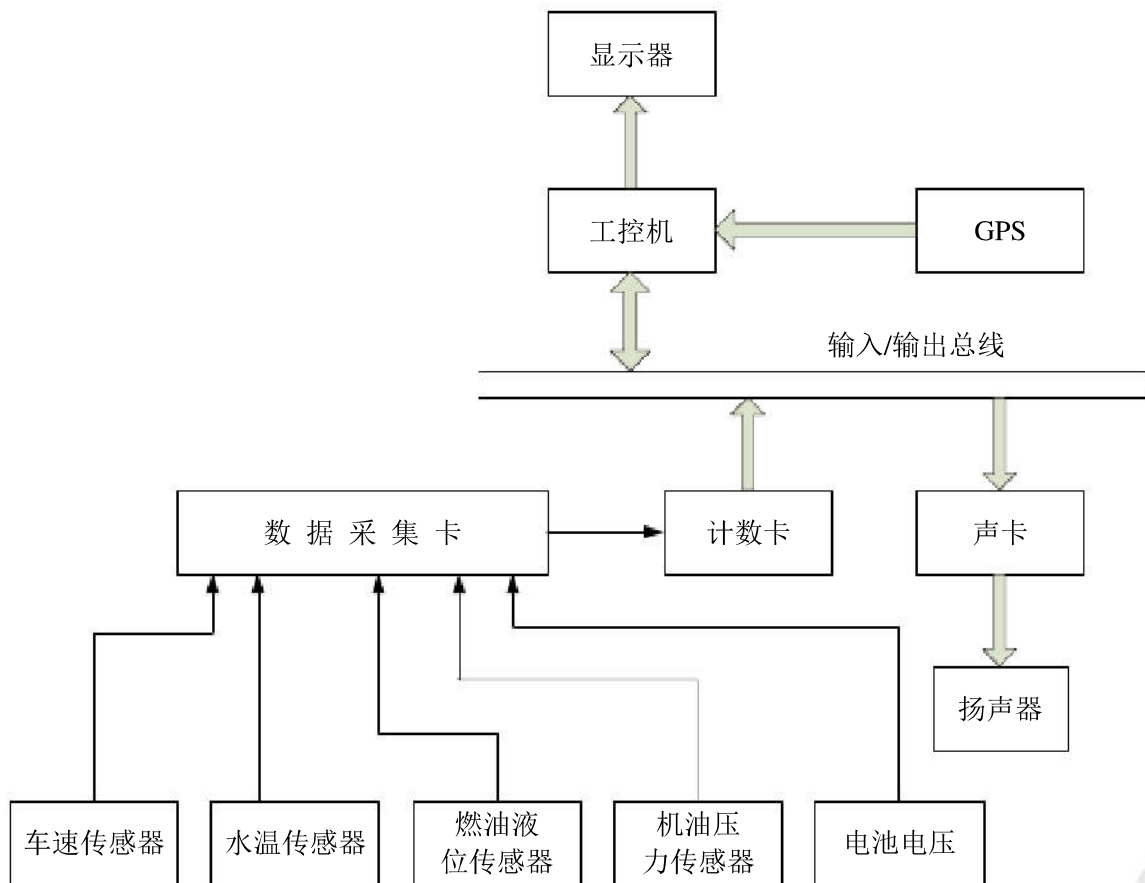 显示器
工控机
GPS
输入/输出总线
数据采集卡
计数卡
声卡
扬声器
车速传感器
水温传感器
燃油液
位传感器
机油压
力传感器
电池电压